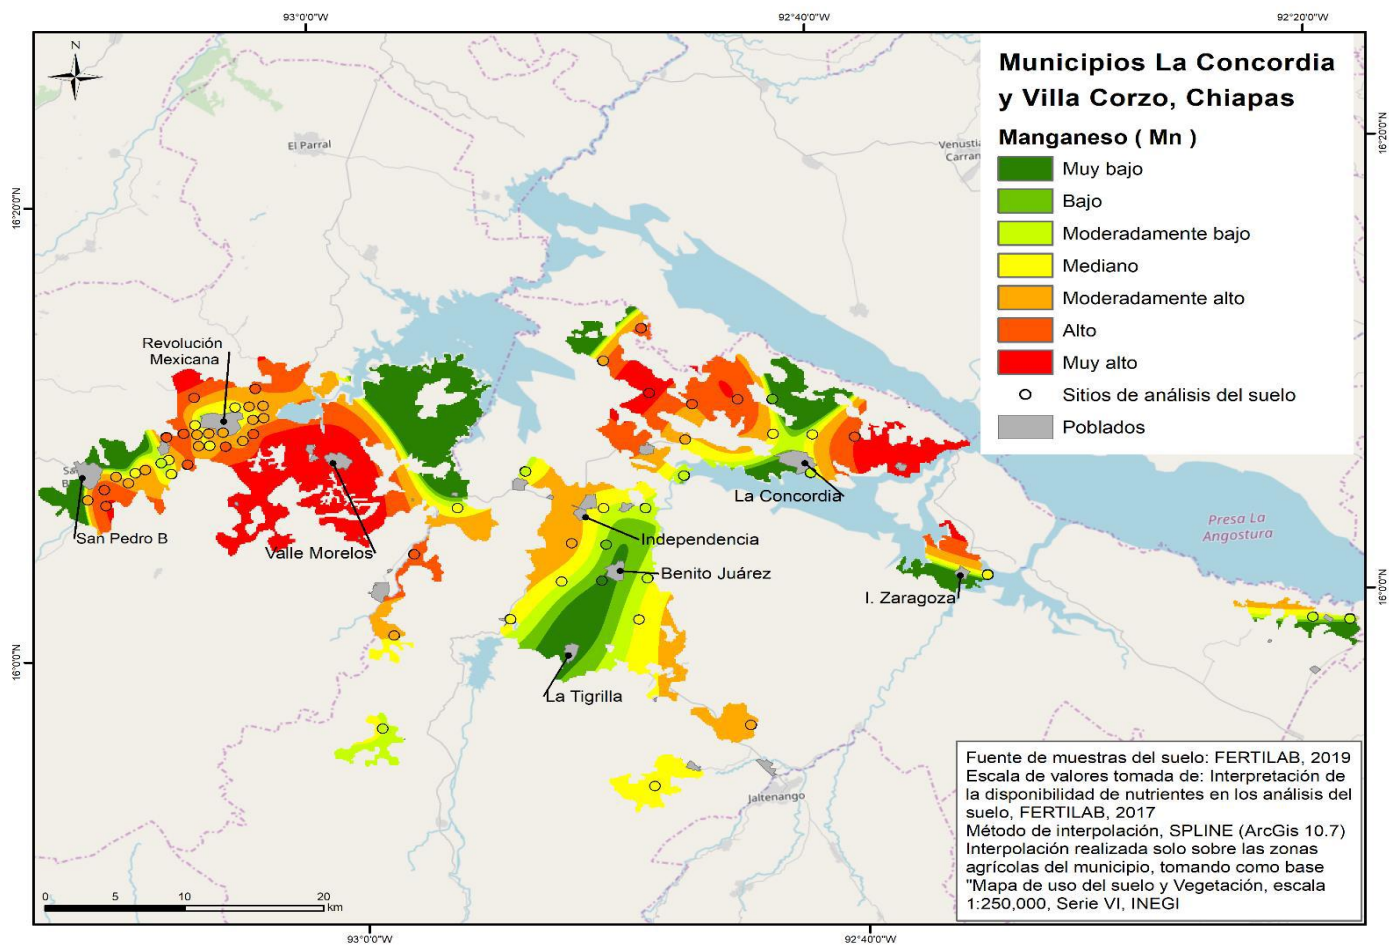 93°0'0"W
92°40'0"W
92°20'0"W
N
Municipios La Concordia
y Villa Corzo, Chiapas
Manganeso ( Mn )
Muy bajo
Bajo
Moderadamente bajo
Mediano
Moderadamente alto
Alto
Muy alto
Sitios de análisis del suelo
Poblados
16°20'0"N
16°20'0"N
El Parral
Venustia
Carran
Revolución
Mexicana
San Pedro B
Valle Morelos
La Concordia
Independencia
Benito Juárez
La Tigrilla
I. Zaragoza
Presa La
Angostura
Jaltenango
16°0'0"N
16°0'0"N
Fuente de muestras del suelo: FERTILAB, 2019
Escala de valores tomada de: Interpretación de
la disponibilidad de nutrientes en los análisis del
suelo, FERTILAB, 2017
Método de interpolación, SPLINE (ArcGis 10.7)
Interpolación realizada solo sobre las zonas
agrícolas del municipio, tomando como base
"Mapa de uso del suelo y Vegetación, escala
1:250,000, Serie VI, INEGI
0 5 10 20
km
93°0'0"W
92°40'0"W